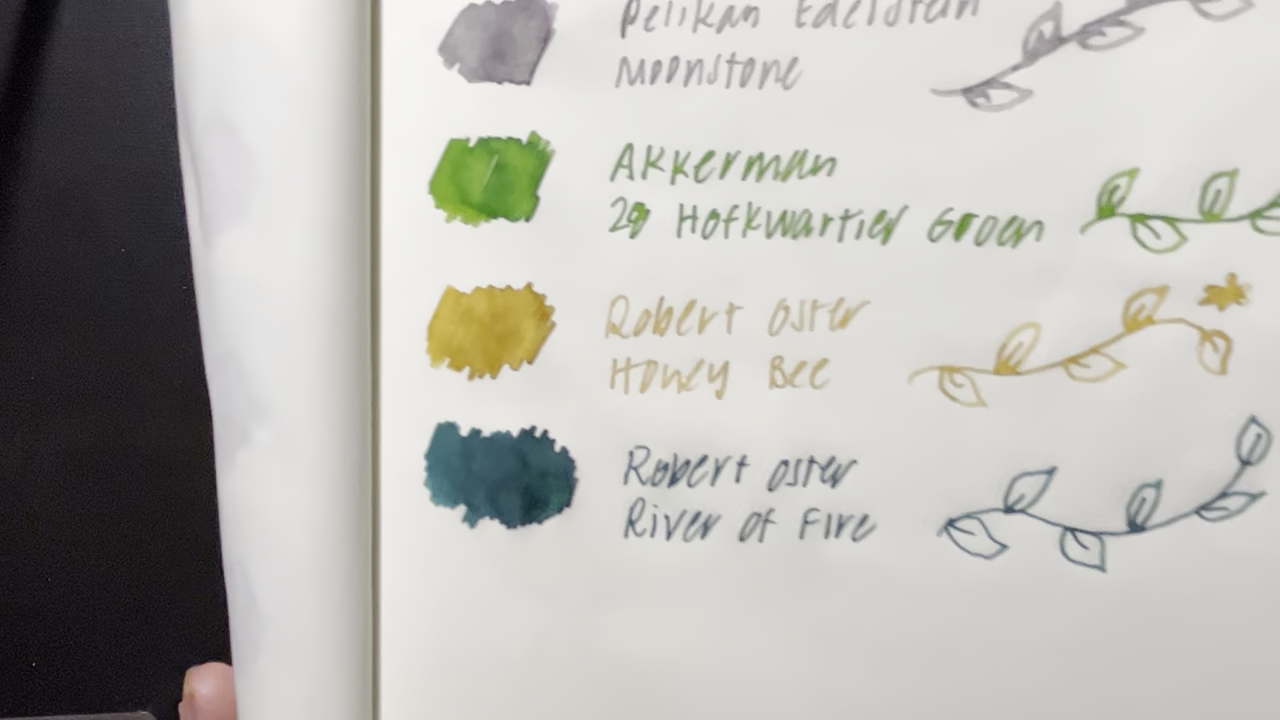 Pelikan Edelstein
Moonstone
Akkerman
29 Hofkwartier Groen
Robert Oster
Honey Bee
Robert Oster
River of Fire